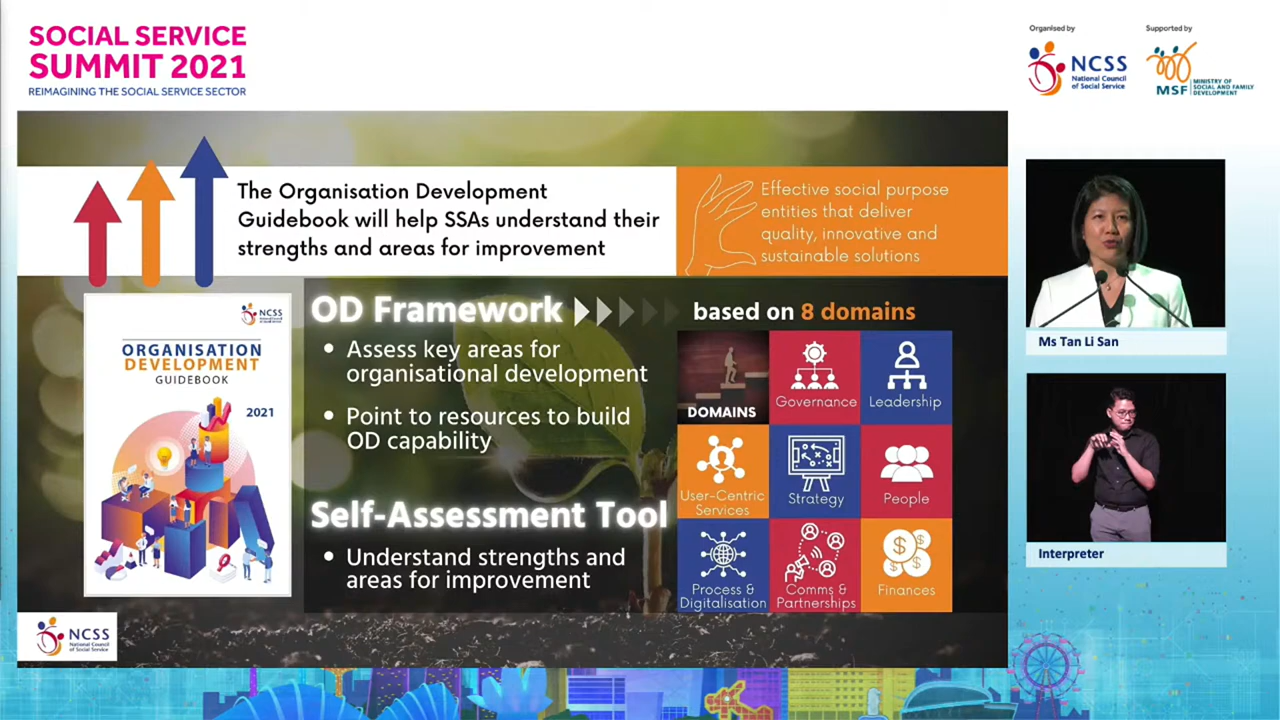 SOCIAL SERVICE
SUMMIT 2021
REIMAGINING THE SOCIAL SERVICE SECTOR
Organised by
NCSS
National Council
of Social Service
Supported by
MSF
MINISTRY OF
SOCIAL AND FAMILY
DEVELOPMENT
The Organisation Development
Guidebook will help SSAs understand their
strengths and areas for improvement
Effective social purpose
entities that deliver
quality, innovative and
sustainable solutions
NCSS
ORGANISATION
DEVELOPMENT
GUIDEBOOK
2021
OD Framework
• Assess key areas for
organisational development
• Point to resources to build
OD capability
Self-Assessment Tool
• Understand strengths and
areas for improvement
based on 8 domains
DOMAINS
Governance
Leadership
User-Centric
Services
Strategy
People
Process &
Digitalisation
Comms &
Partnerships
Finances
Ms Tan Li San
Interpreter
NCSS
National Council
of Social Service